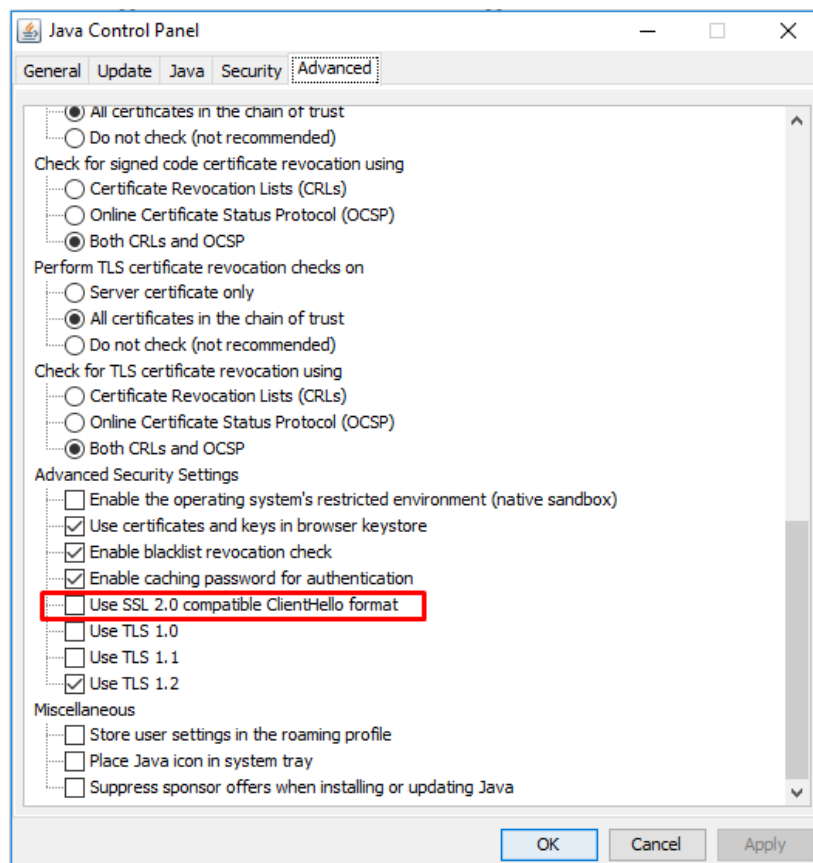 Java Control Panel
General Update Java Security Advanced
All certificates in the chain of trust
Do not check (not recommended)
Check for signed code certificate revocation using
Certificate Revocation Lists (CRLs)
Online Certificate Status Protocol (OCSP)
Both CRLs and OCSP
Perform TLS certificate revocation checks on
Server certificate only
All certificates in the chain of trust
Do not check (not recommended)
Check for TLS certificate revocation using
Certificate Revocation Lists (CRLs)
Online Certificate Status Protocol (OCSP)
Both CRLs and OCSP
Advanced Security Settings
Enable the operating system's restricted environment (native sandbox)
Use certificates and keys in browser keystore
Enable blacklist revocation check
Enable caching password for authentication
Use SSL 2.0 compatible ClientHello format
Use TLS 1.0
Use TLS 1.1
Use TLS 1.2
Miscellaneous
Store user settings in the roaming profile
Place Java icon in system tray
Suppress sponsor offers when installing or updating Java
OK Cancel Apply